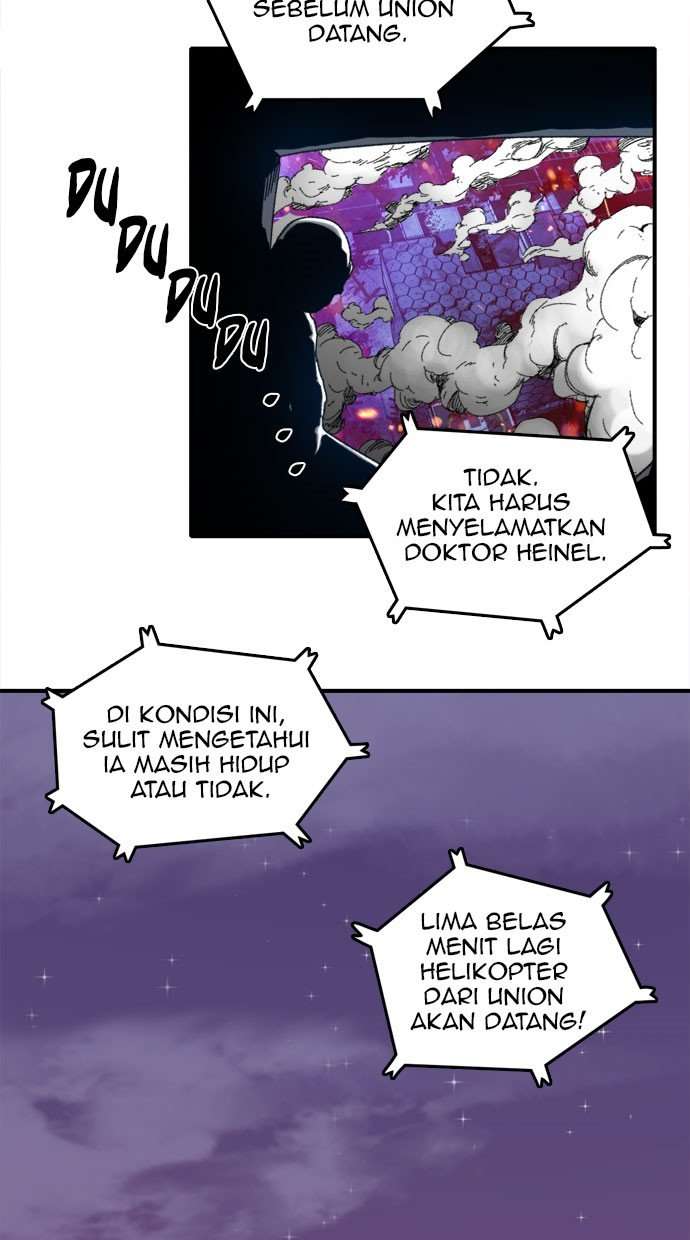 SEBELUM UNION
DATANG.
DU
DU
DU
DU
TIDAK.
KITA HARUS
MENYELAMATKAN
DOKTOR HEINEL.
DI KONDISI INI,
SULIT MENGETAHUI
IA MASIH HIDUP
ATAU TIDAK.
LIMA BELAS
MENIT LAGI
HELIKOPTER
DARI UNION
AKAN DATANG!